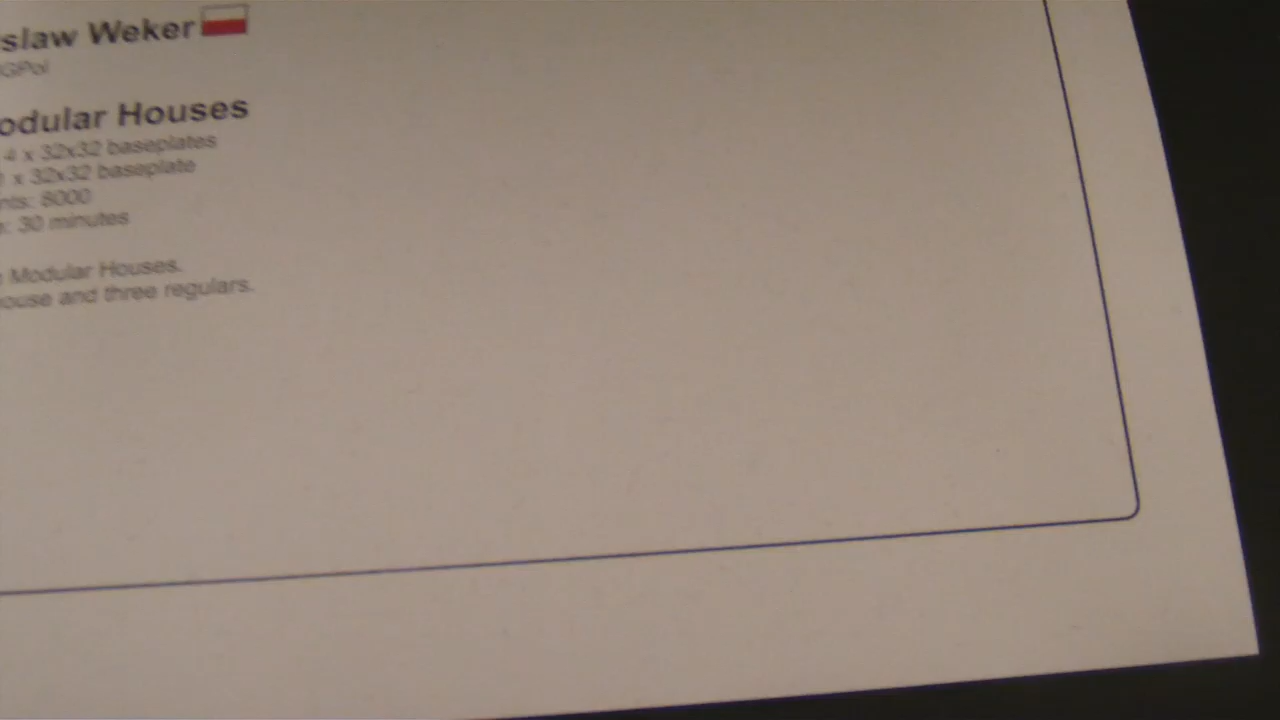 slaw Weker
GPol
odular Houses
4 x 32x32 baseplates
x 32x32 baseplate
nts: 8000
: 30 minutes
Modular Houses.
ouse and three regulars.